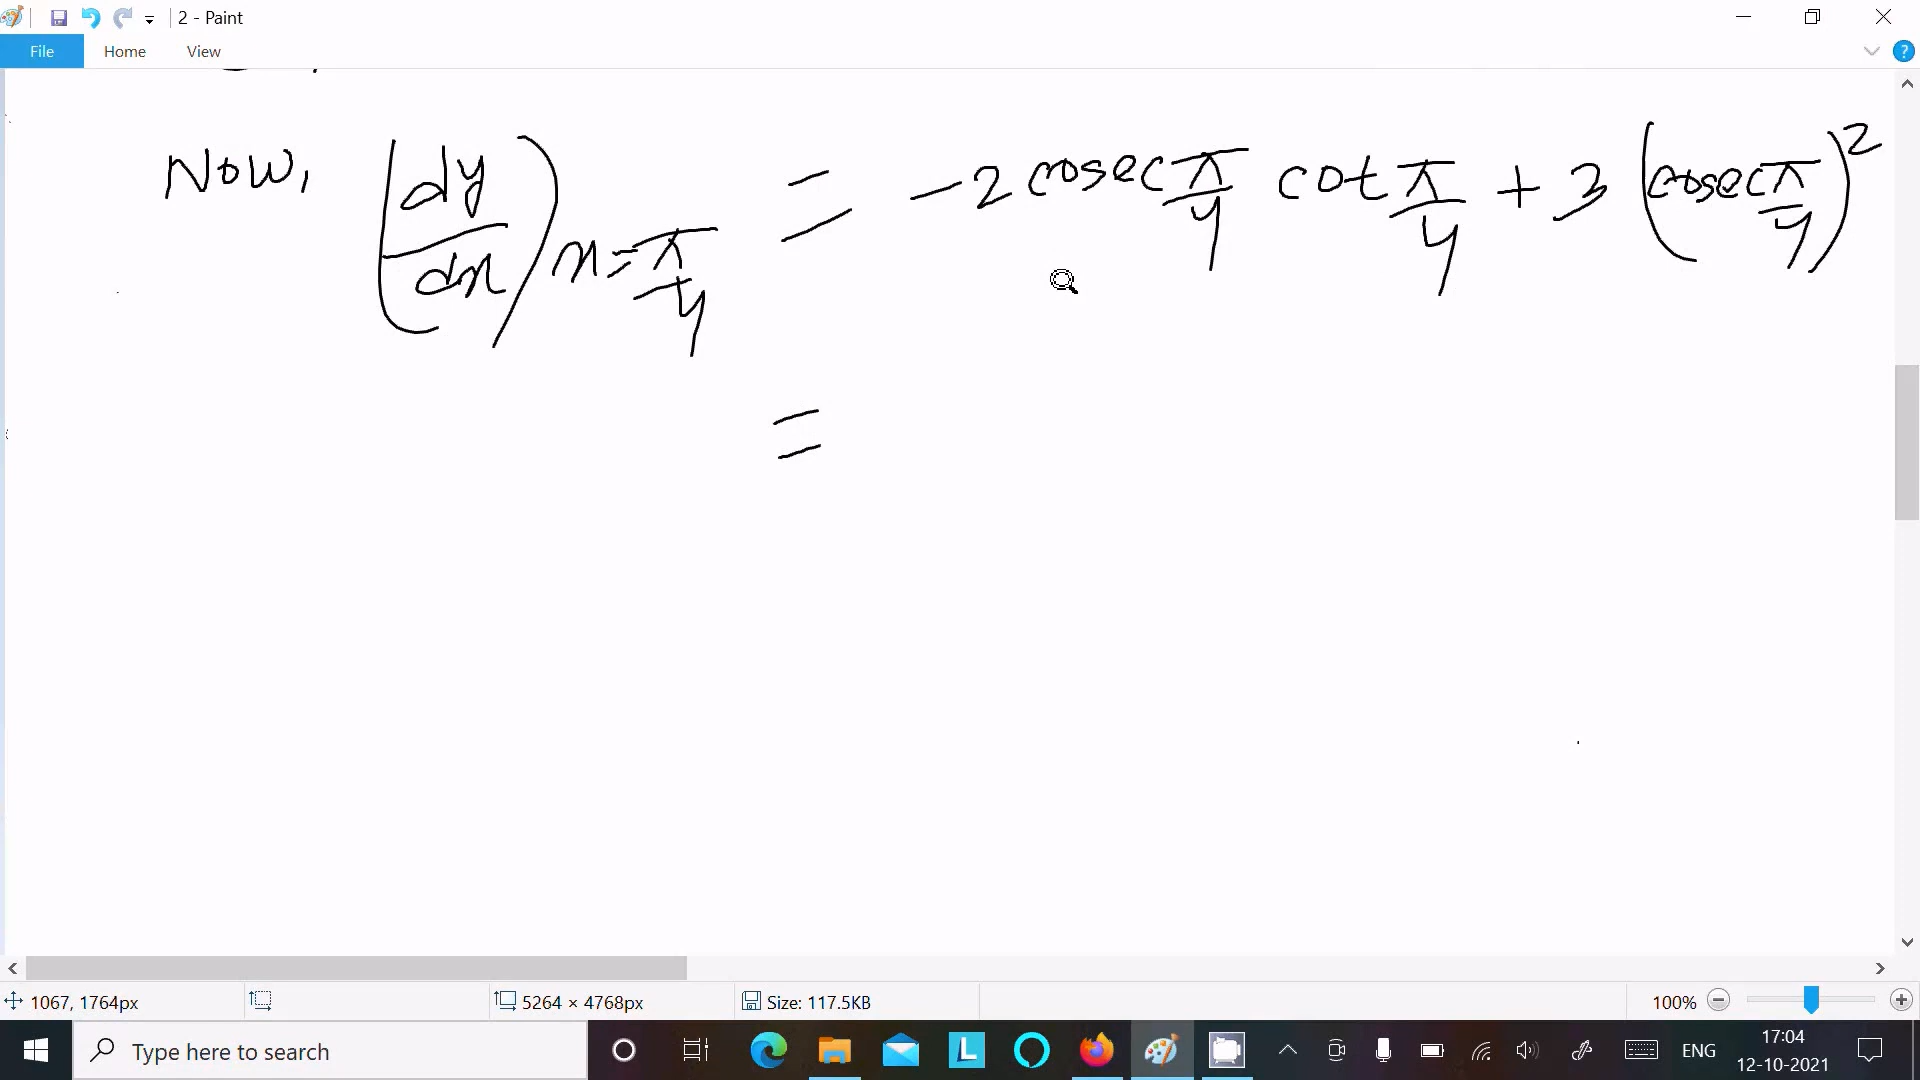 2 - Paint
File Home View
Now, (dy/dx) x=π/4 = -2 cosec π/4 cot π/4 + 3 (cosec π/4)²
=
1067, 1764px 5264 × 4768px Size: 117.5KB 100%
Type here to search L ENG 17:04
12-10-2021